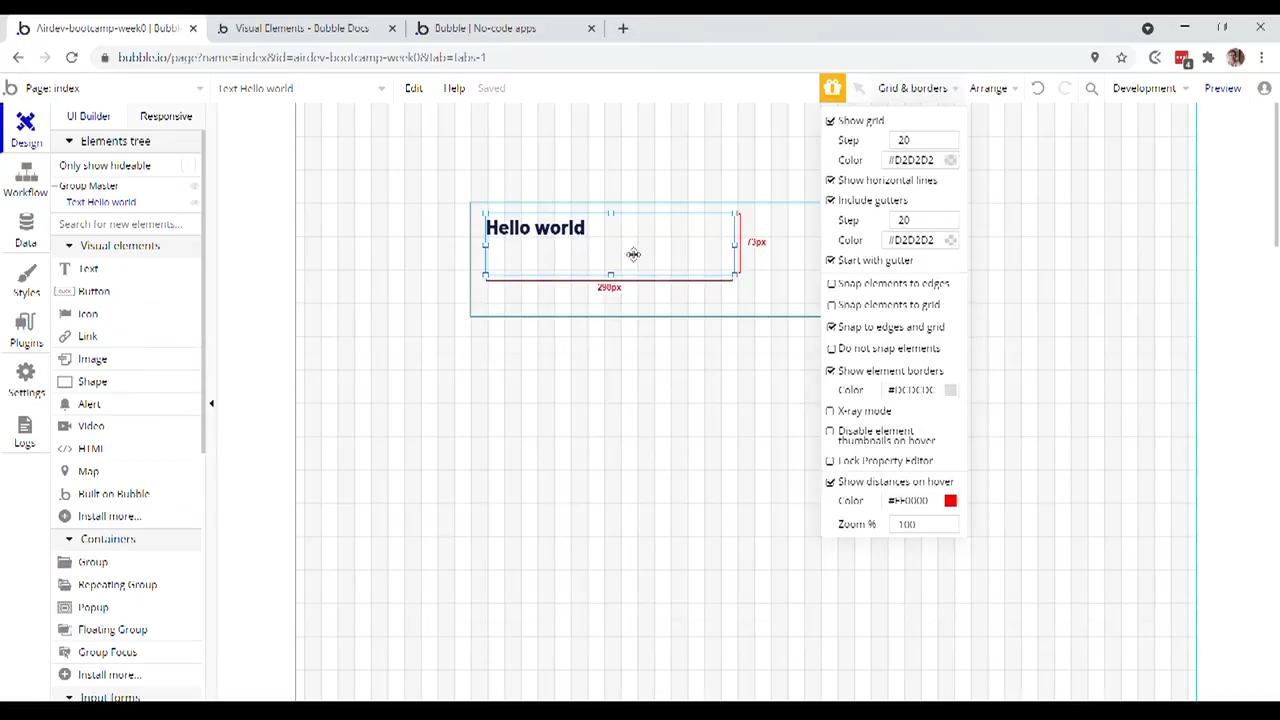 Airdev-bootcamp-week0 | Bubbl
Visual Elements - Bubble Docs
Bubble | No-code apps
bubble.io/page?name=index&id=airdev-bootcamp-week0&tab=tabs-1
4
Page: index
Text Hello world
Edit
Help
Saved
Grid & borders
Arrange
Development
Preview
UI Builder
Responsive
Design
Workflow
Data
Styles
Plugins
Settings
Logs
Elements tree
Only show hideable
Group Master
Text Hello world
Search for new elements...
Visual elements
Text
Button
Icon
Link
Image
Shape
Alert
Video
</> HTML
Map
Built on Bubble
Install more...
Containers
Group
Repeating Group
Popup
Floating Group
Group Focus
Install more...
Input forms
Hello world
73px
290px
Show grid
Step 20
Color #D2D2D2
Show horizontal lines
Include gutters
Step 20
Color #D2D2D2
Start with gutter
Snap elements to edges
Snap elements to grid
Snap to edges and grid
Do not snap elements
Show element borders
Color #DCDCDC
X-ray mode
Disable element
thumbnails on hover
Lock Property Editor
Show distances on hover
Color #FF0000
Zoom % 100